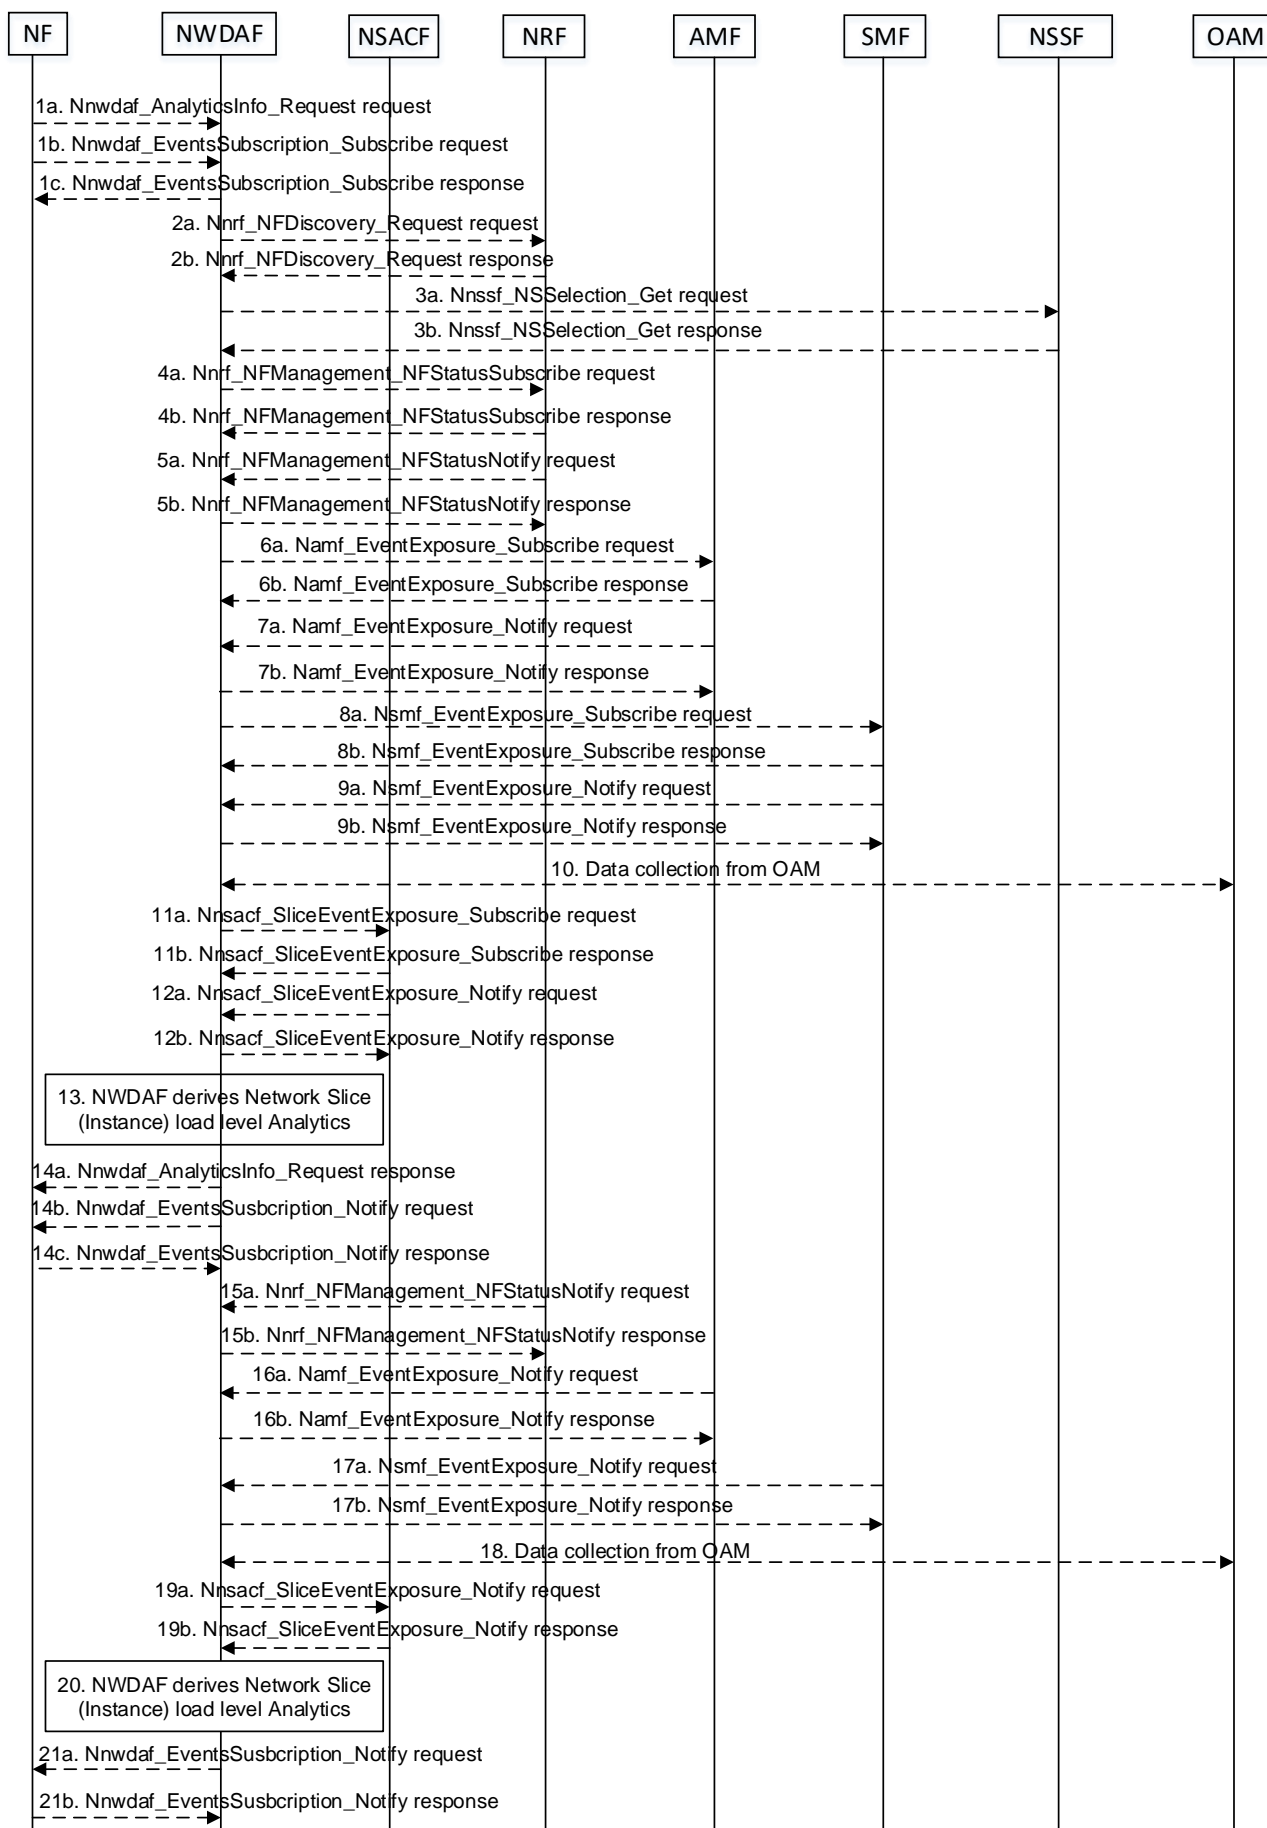 NF NWDAF NSACF NRF AMF SMF NSSF OAM
1a. Nnwdaf_AnalyticsInfo_Request request
1b. Nnwdaf_EventsSubscription_Subscribe request
1c. Nnwdaf_EventsSubscription_Subscribe response
2a. Nnrf_NFDiscovery_Request request
2b. Nnrf_NFDiscovery_Request response
3a. Nnssf_NSSelection_Get request
3b. Nnssf_NSSelection_Get response
4a. Nnrf_NFManagement_NFStatusSubscribe request
4b. Nnrf_NFManagement_NFStatusSubscribe response
5a. Nnrf_NFManagement_NFStatusNotify request
5b. Nnrf_NFManagement_NFStatusNotify response
6a. Namf_EventExposure_Subscribe request
6b. Namf_EventExposure_Subscribe response
7a. Namf_EventExposure_Notify request
7b. Namf_EventExposure_Notify response
8a. Nsmf_EventExposure_Subscribe request
8b. Nsmf_EventExposure_Subscribe response
9a. Nsmf_EventExposure_Notify request
9b. Nsmf_EventExposure_Notify response
10. Data collection from OAM
11a. Nnsacf_SliceEventExposure_Subscribe request
11b. Nnsacf_SliceEventExposure_Subscribe response
12a. Nnsacf_SliceEventExposure_Notify request
12b. Nnsacf_SliceEventExposure_Notify response
13. NWDAF derives Network Slice
(Instance) load level Analytics
14a. Nnwdaf_AnalyticsInfo_Request response
14b. Nnwdaf_EventsSusbcription_Notify request
14c. Nnwdaf_EventsSusbcription_Notify response
15a. Nnrf_NFManagement_NFStatusNotify request
15b. Nnrf_NFManagement_NFStatusNotify response
16a. Namf_EventExposure_Notify request
16b. Namf_EventExposure_Notify response
17a. Nsmf_EventExposure_Notify request
17b. Nsmf_EventExposure_Notify response
18. Data collection from OAM
19a. Nnsacf_SliceEventExposure_Notify request
19b. Nnsacf_SliceEventExposure_Notify response
20. NWDAF derives Network Slice
(Instance) load level Analytics
21a. Nnwdaf_EventsSusbcription_Notify request
21b. Nnwdaf_EventsSusbcription_Notify response